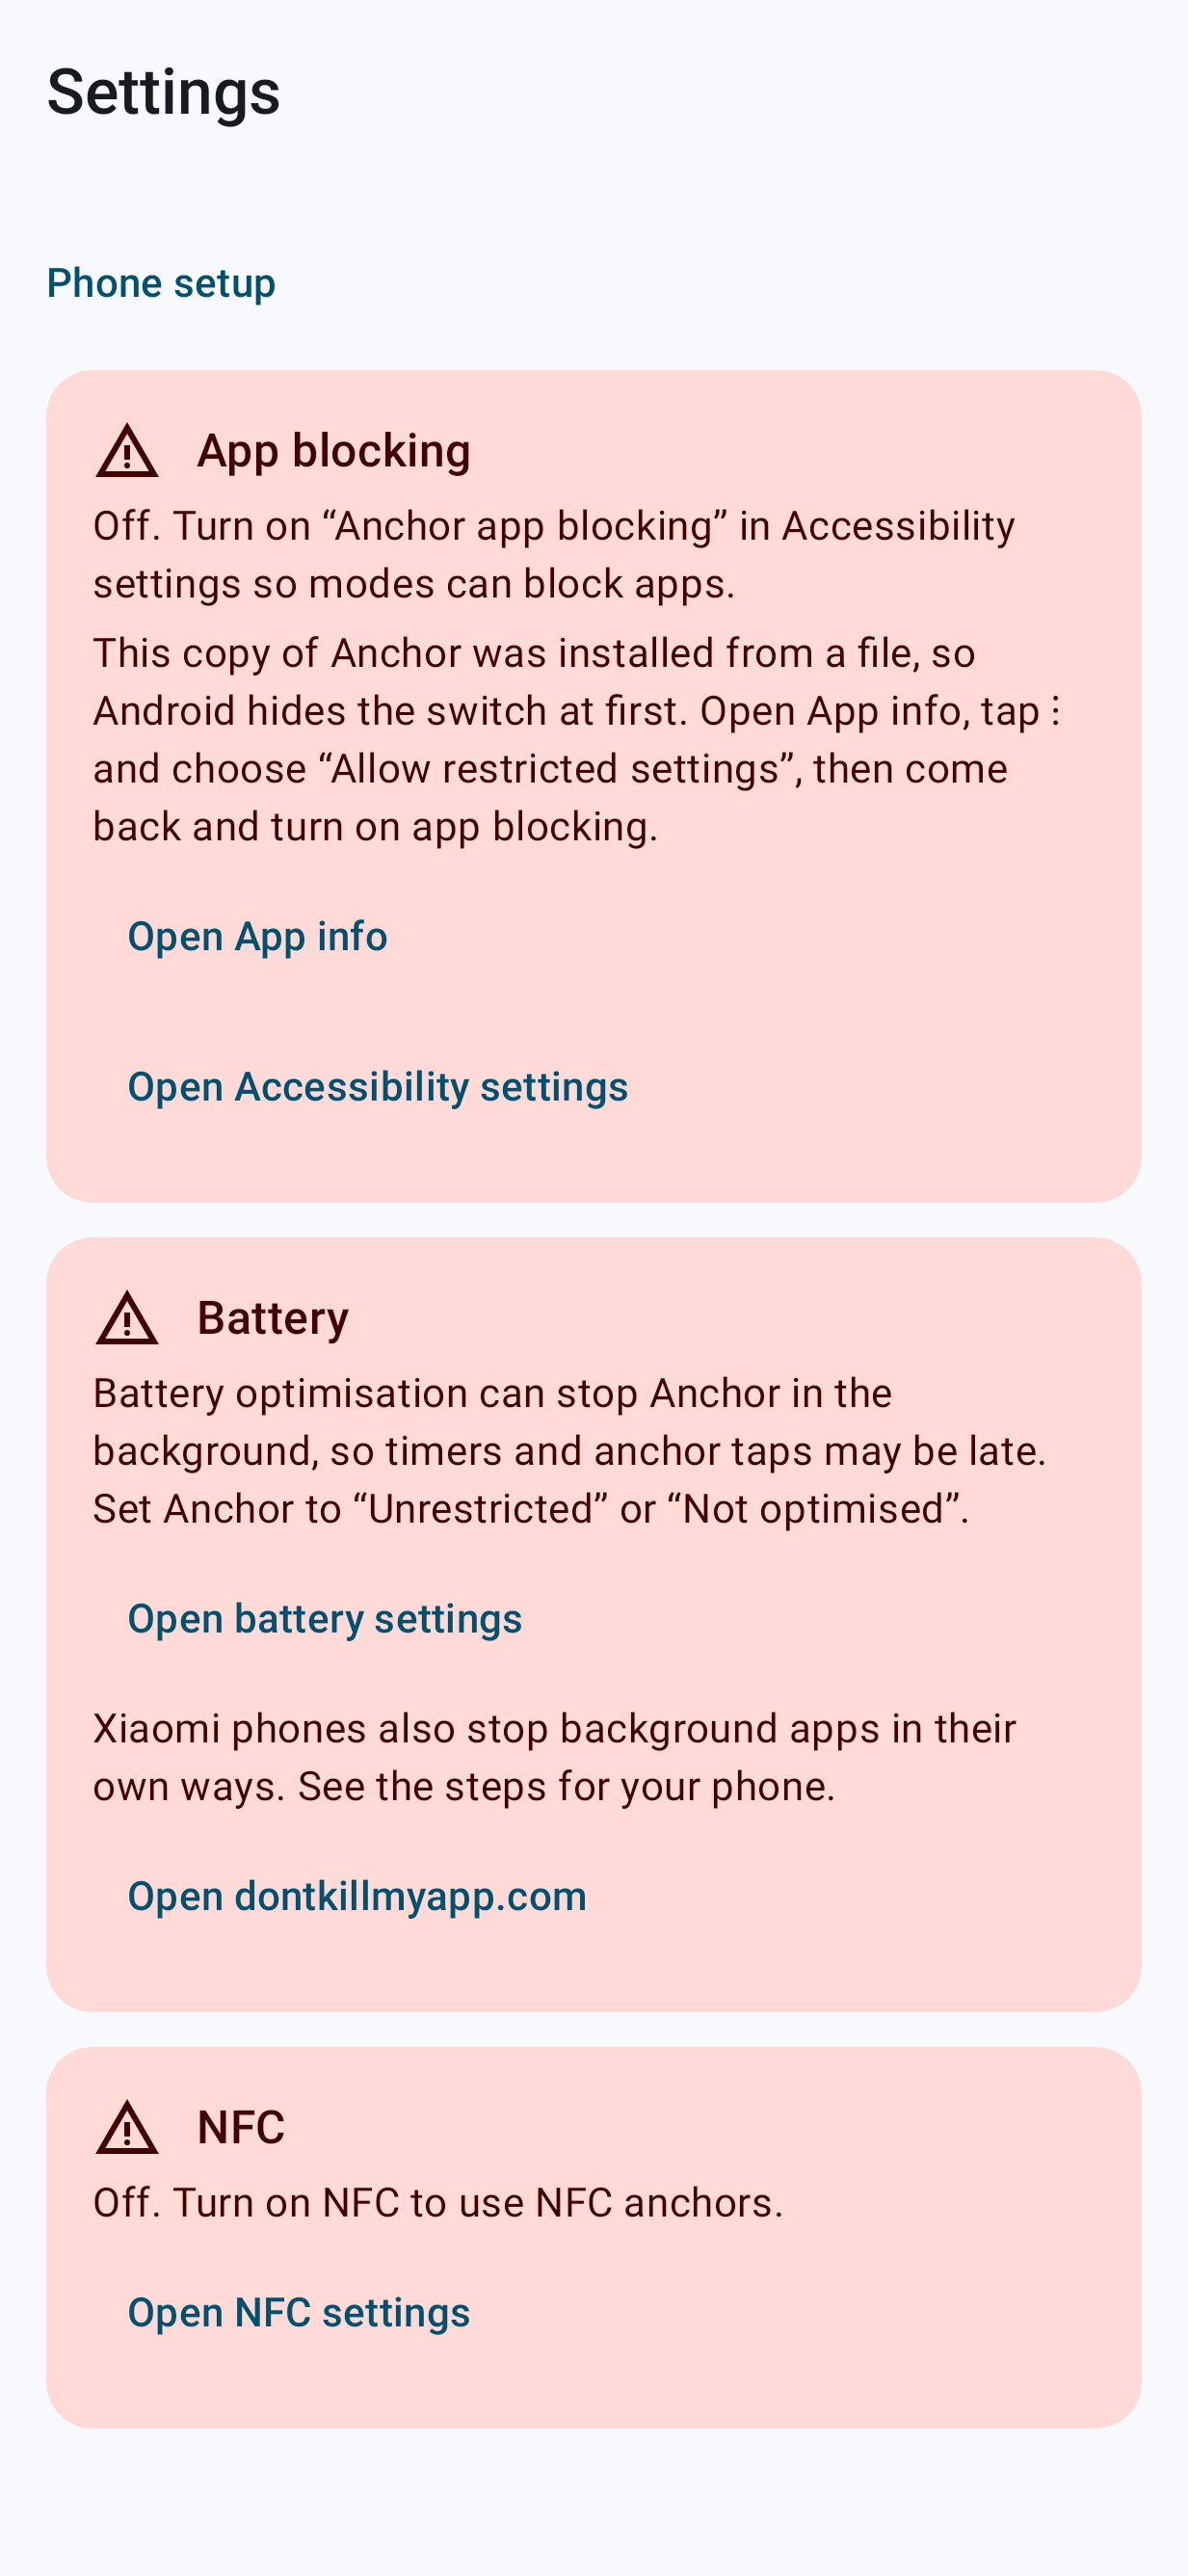 Settings
Phone setup
App blocking
Off. Turn on “Anchor app blocking” in Accessibility
settings so modes can block apps.
This copy of Anchor was installed from a file, so
Android hides the switch at first. Open App info, tap ⋮
and choose “Allow restricted settings”, then come
back and turn on app blocking.
Open App info
Open Accessibility settings
Battery
Battery optimisation can stop Anchor in the
background, so timers and anchor taps may be late.
Set Anchor to “Unrestricted” or “Not optimised”.
Open battery settings
Xiaomi phones also stop background apps in their
own ways. See the steps for your phone.
Open dontkillmyapp.com
NFC
Off. Turn on NFC to use NFC anchors.
Open NFC settings